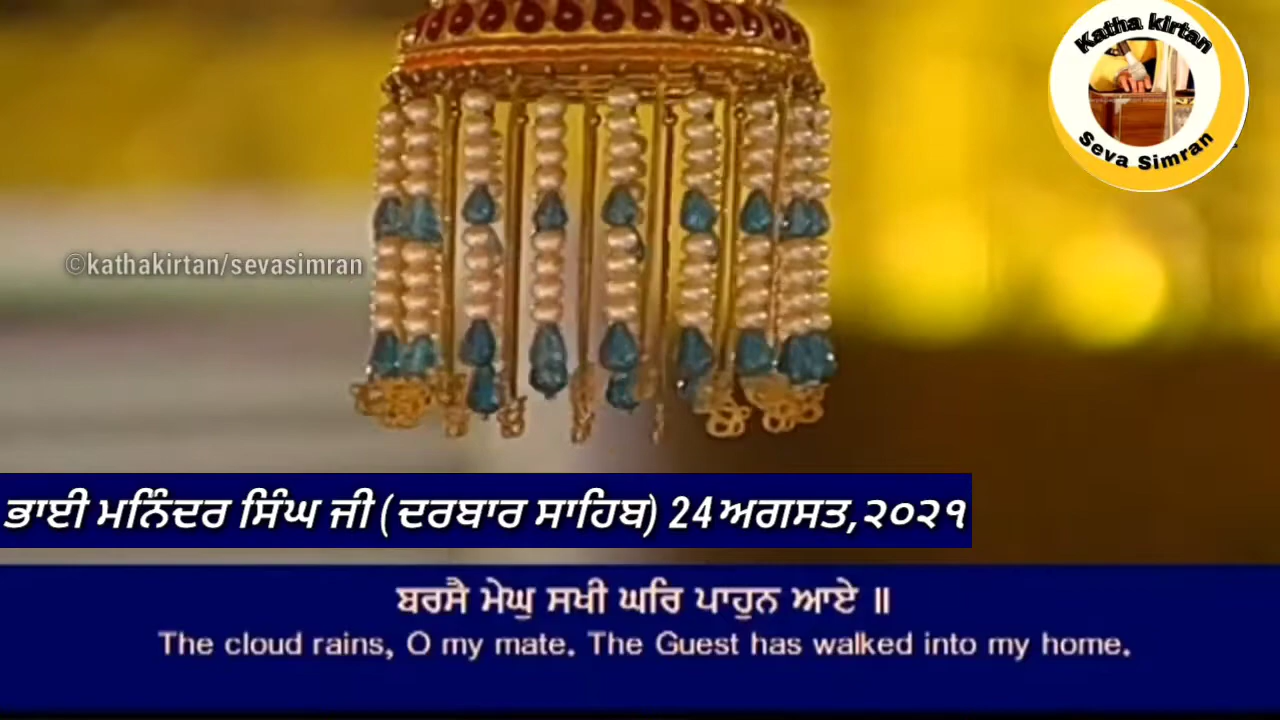 Katha kirtan
Seva Simran
©kathakirtan/sevasimran
ਭਾਈ ਮਨਿੰਦਰ ਸਿੰਘ ਜੀ (ਦਰਬਾਰ ਸਾਹਿਬ) 24 ਅਗਸਤ,੨੦੨੧
ਬਰਸੈ ਮੇਘੁ ਸਖੀ ਘਰਿ ਪਾਹੁਨ ਆਏ ॥
The cloud rains, O my mate. The Guest has walked into my home.